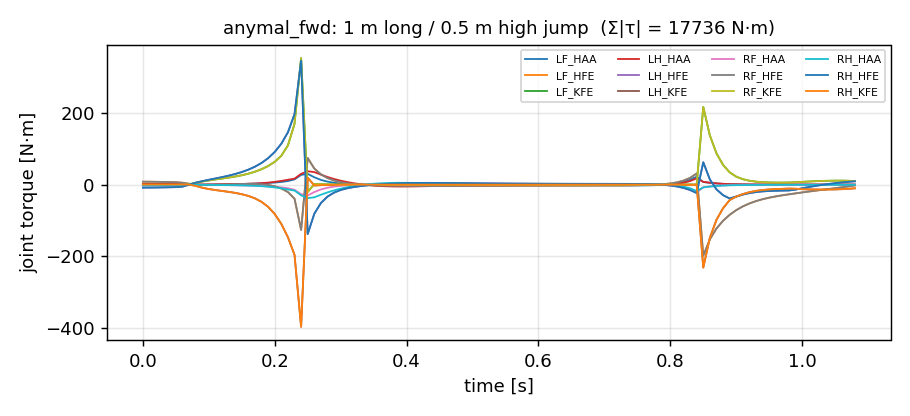 anymal_fwd: 1 m long / 0.5 m high jump (Σ|τ| = 17736 N·m)
joint torque [N·m]
200
0
−200
−400
LF_HAA LH_HAA RF_HAA RH_HAA
LF_HFE LH_HFE RF_HFE RH_HFE
LF_KFE LH_KFE RF_KFE RH_KFE
0.0 0.2 0.4 0.6 0.8 1.0
time [s]